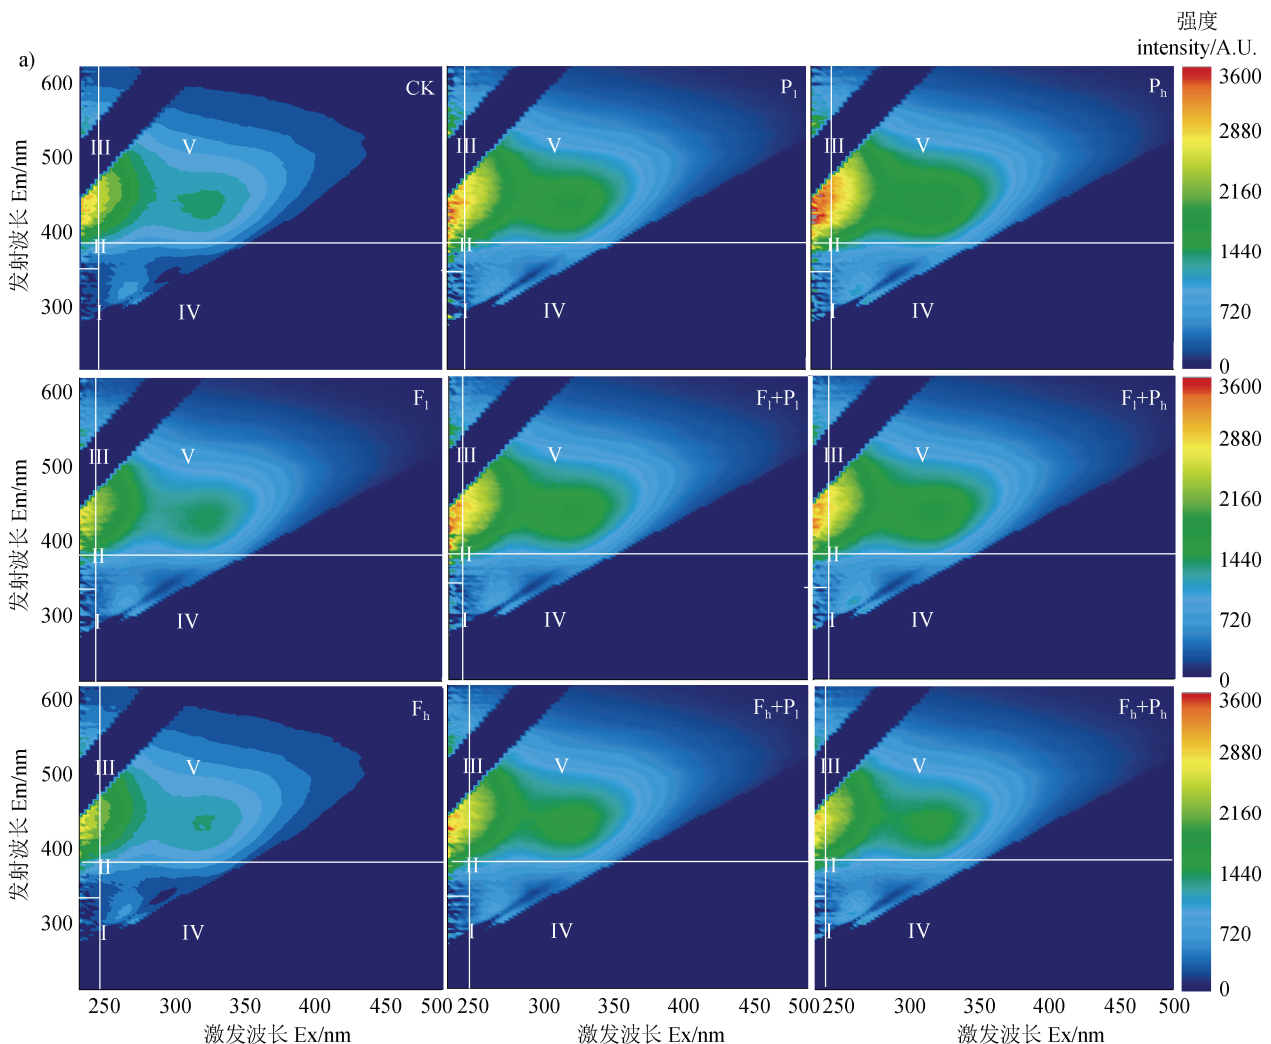 强度
intensity/A.U.
a)
发射波长 Em/nm
600
500
400
300
CK
III
V
II
I
IV
Pl
III
V
II
I
IV
Ph
III
V
II
I
IV
3600
2880
2160
1440
720
0
发射波长 Em/nm
600
500
400
300
Fl
III
V
II
I
IV
Fl+Pl
III
V
II
I
IV
Fl+Ph
III
V
II
I
IV
3600
2880
2160
1440
720
0
发射波长 Em/nm
600
500
400
300
Fh
III
V
II
I
IV
Fh+Pl
III
V
II
I
IV
Fh+Ph
III
V
II
I
IV
3600
2880
2160
1440
720
0
250 300 350 400 450 500
250 300 350 400 450 500
250 300 350 400 450 500
激发波长 Ex/nm
激发波长 Ex/nm
激发波长 Ex/nm